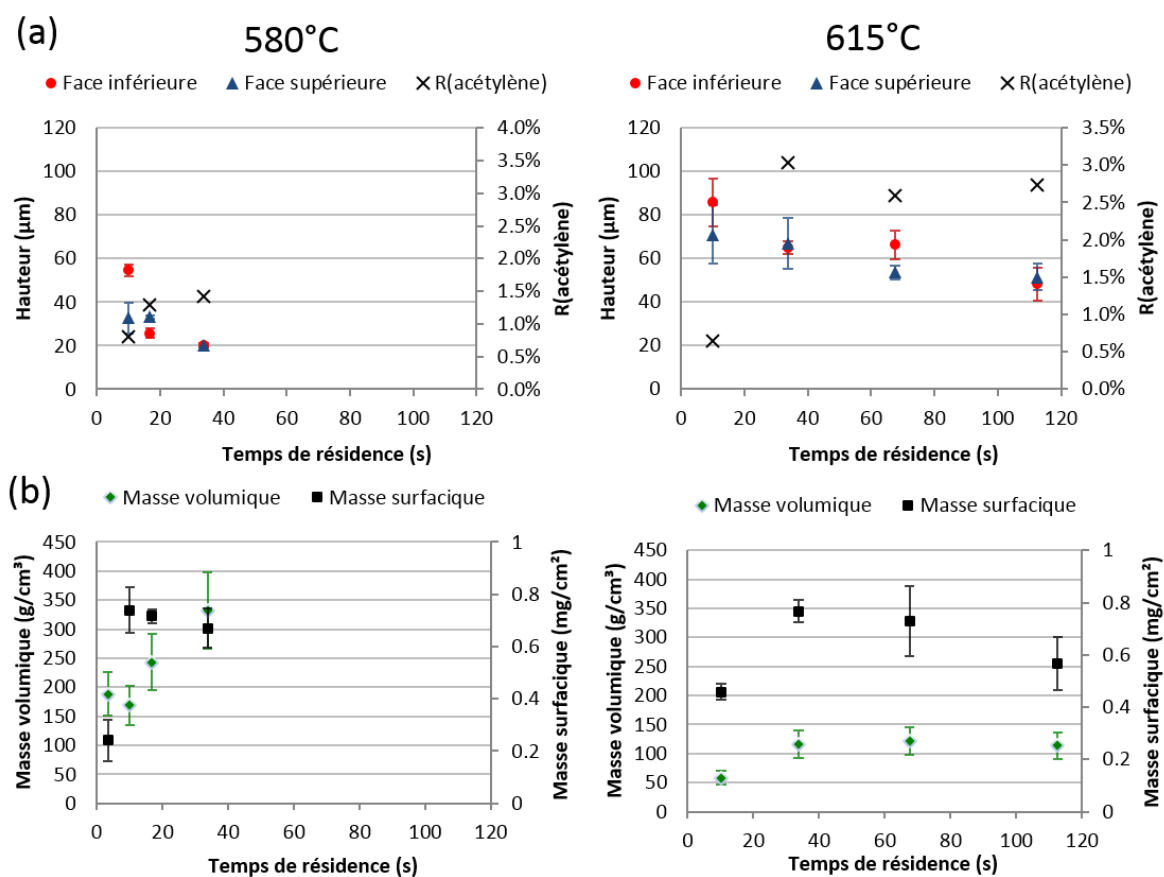 (a)
580°C
615°C
Face inférieure Face supérieure R(acétylène)
Face inférieure Face supérieure R(acétylène)
Hauteur (µm)
120
100
80
60
40
20
0
4.0%
3.5%
3.0%
2.5%
2.0%
1.5%
1.0%
0.5%
0.0%
R(acétylène)
0 20 40 60 80 100 120
Temps de résidence (s)
Hauteur (µm)
120
100
80
60
40
20
0
3.5%
3.0%
2.5%
2.0%
1.5%
1.0%
0.5%
0.0%
R(acétylène)
0 20 40 60 80 100 120
Temps de résidence (s)
(b)
Masse volumique Masse surfacique
Masse volumique Masse surfacique
Masse volumique (g/cm³)
450
400
350
300
250
200
150
100
50
0
1
0.8
0.6
0.4
0.2
0
Masse surfacique (mg/cm²)
0 20 40 60 80 100 120
Temps de résidence (s)
Masse volumique (g/cm³)
450
400
350
300
250
200
150
100
50
0
1
0.8
0.6
0.4
0.2
0
Masse surfacique (mg/cm²)
0 20 40 60 80 100 120
Temps de résidence (s)